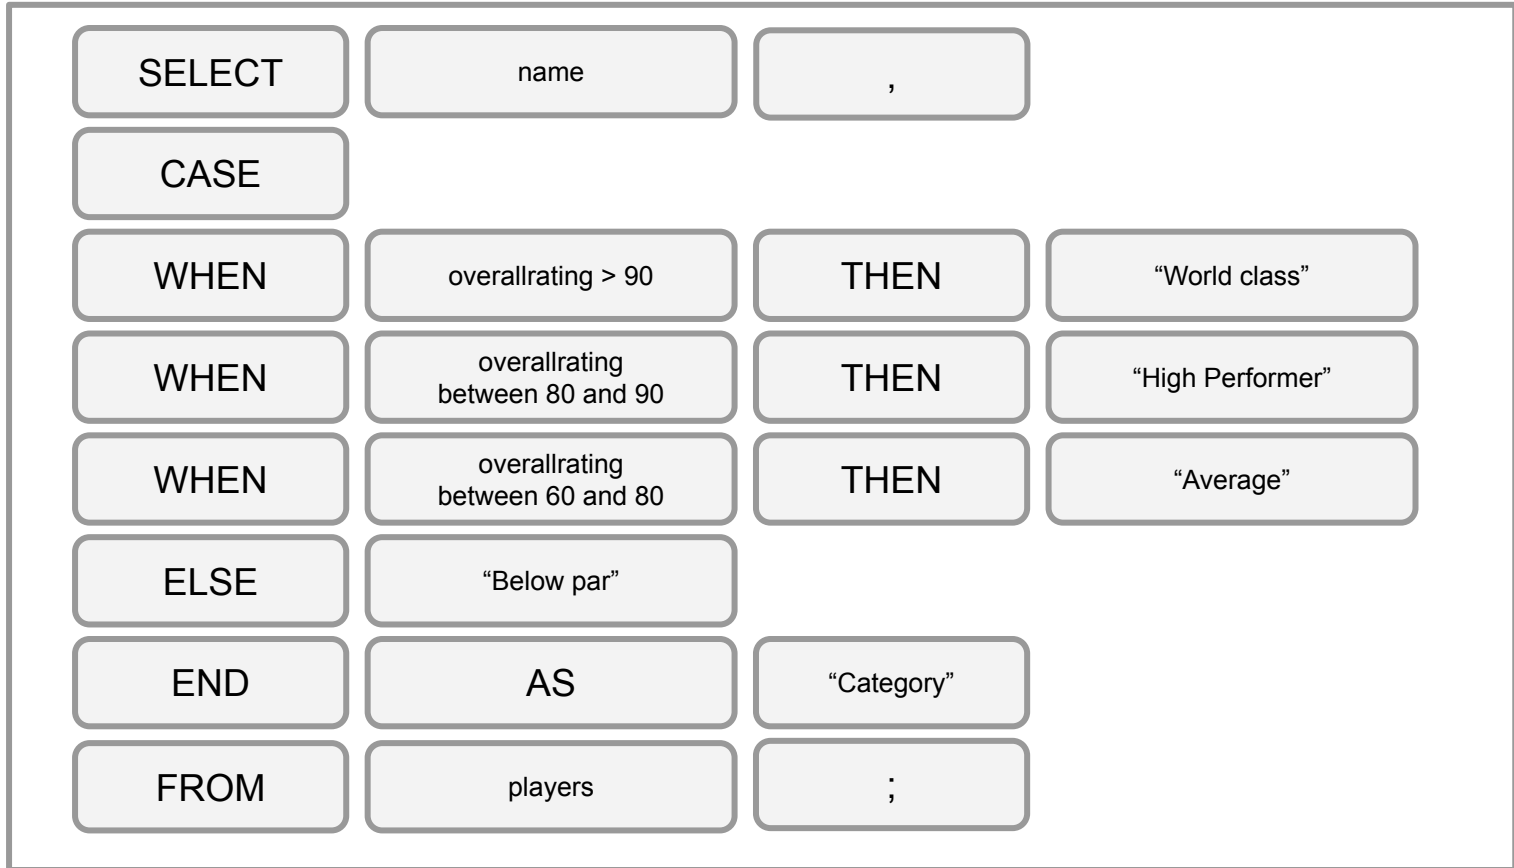 SELECT name ,
CASE
WHEN overallrating > 90 THEN “World class”
WHEN overallrating
between 80 and 90 THEN “High Performer”
WHEN overallrating
between 60 and 80 THEN “Average”
ELSE “Below par”
END AS “Category”
FROM players ;